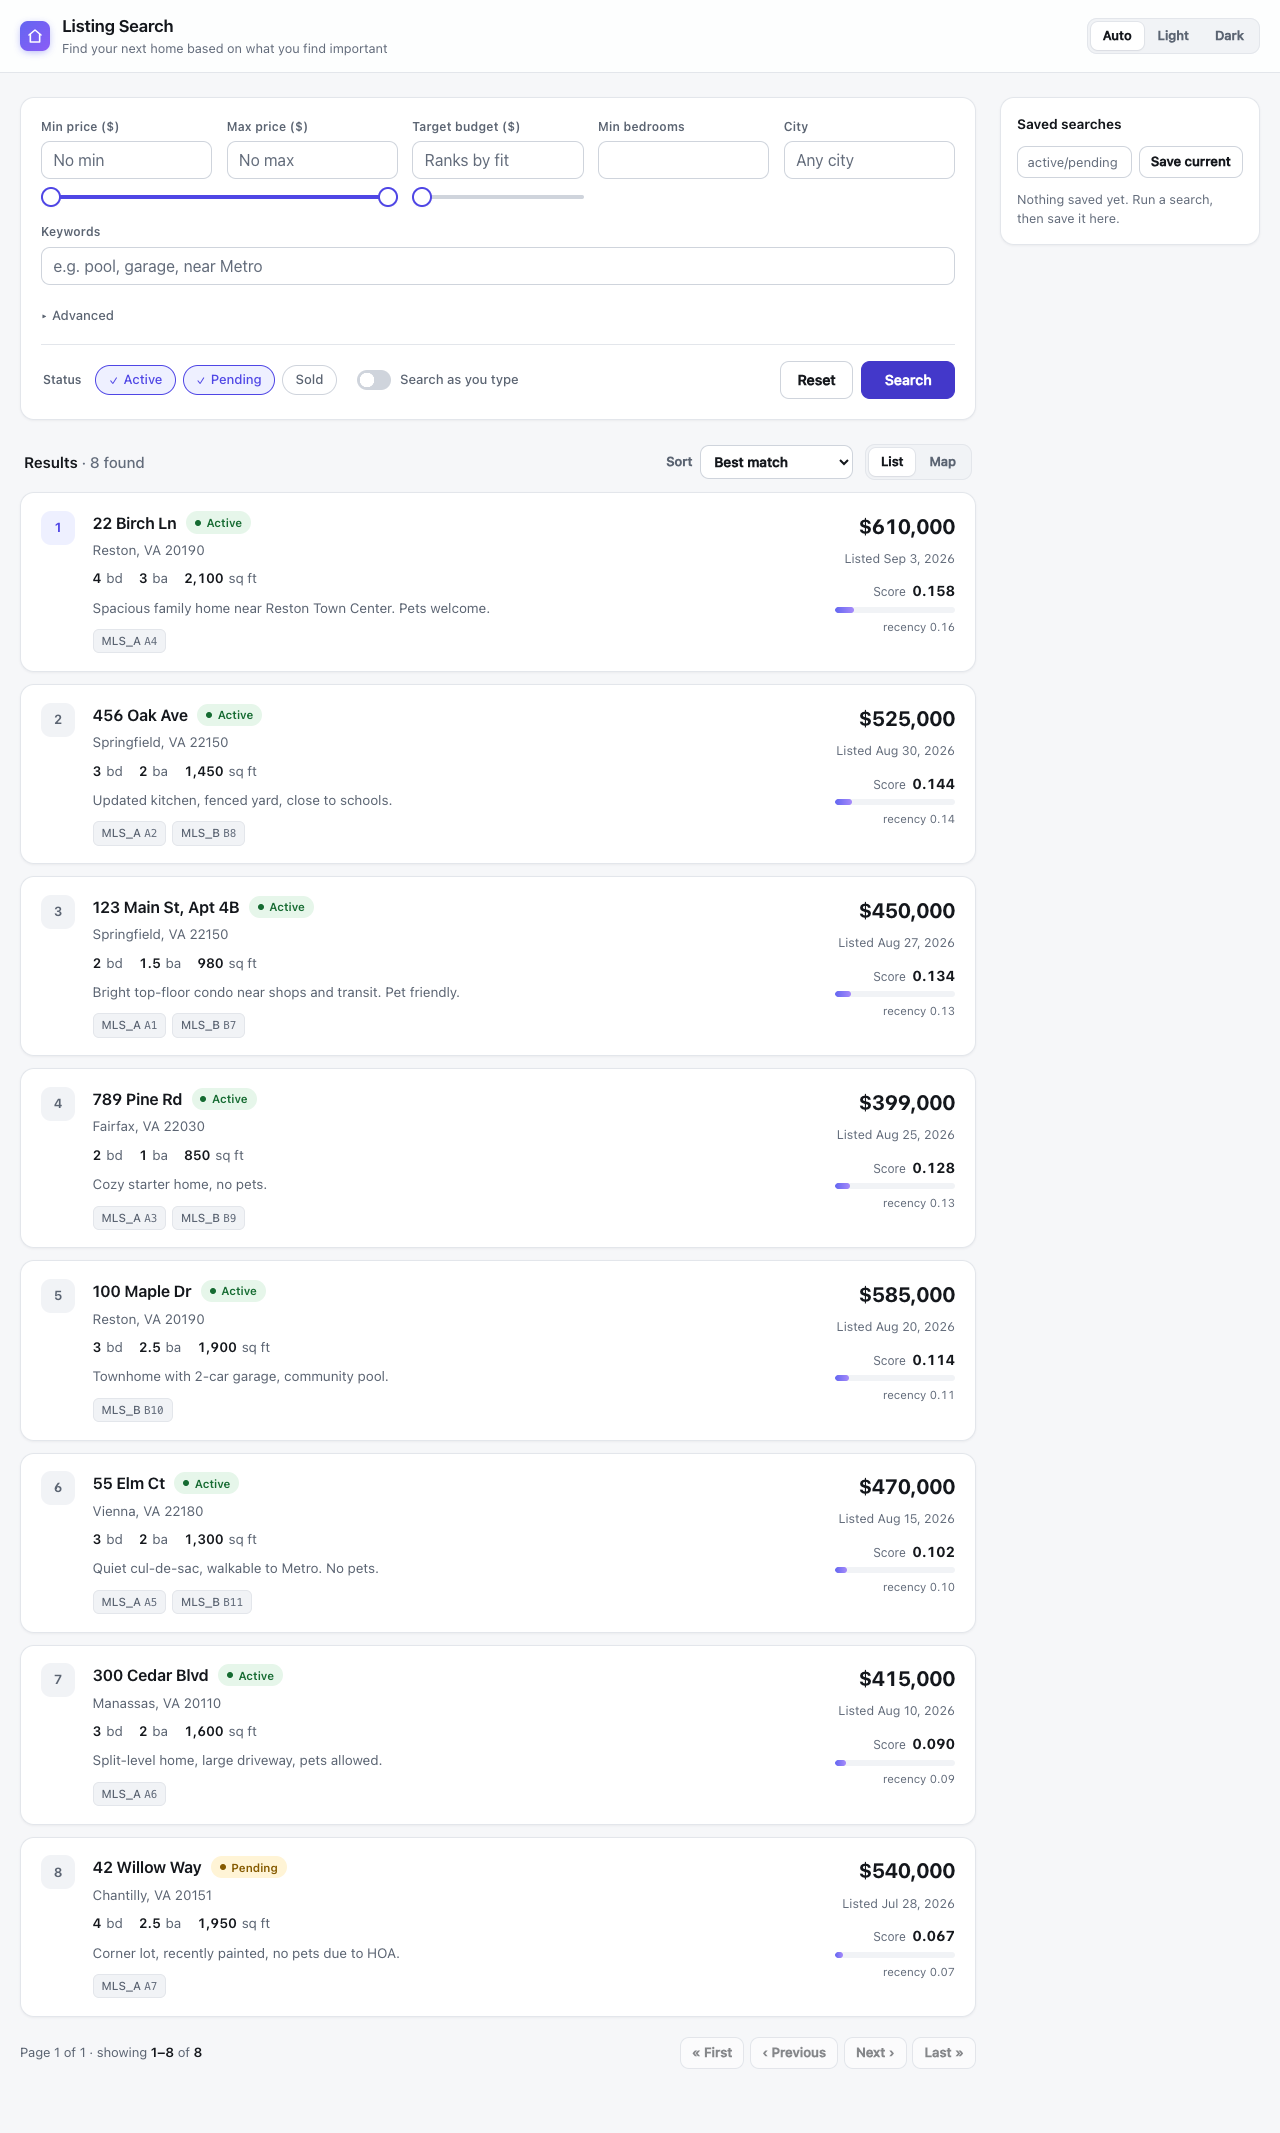 Listing Search
Find your next home based on what you find important
Auto Light Dark
Min price ($) Max price ($) Target budget ($) Min bedrooms City
No min No max Ranks by fit Any city
Keywords
e.g. pool, garage, near Metro
▸ Advanced
Status ✓ Active ✓ Pending Sold Search as you type Reset Search
Saved searches
active/pending Save current
Nothing saved yet. Run a search,
then save it here.
Results · 8 found Sort Best match List Map
1 22 Birch Ln Active $610,000
Reston, VA 20190 Listed Sep 3, 2026
4 bd 3 ba 2,100 sq ft Score 0.158
Spacious family home near Reston Town Center. Pets welcome.
recency 0.16
MLS_A A4
2 456 Oak Ave Active $525,000
Springfield, VA 22150 Listed Aug 30, 2026
3 bd 2 ba 1,450 sq ft Score 0.144
Updated kitchen, fenced yard, close to schools.
recency 0.14
MLS_A A2 MLS_B B8
3 123 Main St, Apt 4B Active $450,000
Springfield, VA 22150 Listed Aug 27, 2026
2 bd 1.5 ba 980 sq ft Score 0.134
Bright top-floor condo near shops and transit. Pet friendly.
recency 0.13
MLS_A A1 MLS_B B7
4 789 Pine Rd Active $399,000
Fairfax, VA 22030 Listed Aug 25, 2026
2 bd 1 ba 850 sq ft Score 0.128
Cozy starter home, no pets.
recency 0.13
MLS_A A3 MLS_B B9
5 100 Maple Dr Active $585,000
Reston, VA 20190 Listed Aug 20, 2026
3 bd 2.5 ba 1,900 sq ft Score 0.114
Townhome with 2-car garage, community pool.
recency 0.11
MLS_B B10
6 55 Elm Ct Active $470,000
Vienna, VA 22180 Listed Aug 15, 2026
3 bd 2 ba 1,300 sq ft Score 0.102
Quiet cul-de-sac, walkable to Metro. No pets.
recency 0.10
MLS_A A5 MLS_B B11
7 300 Cedar Blvd Active $415,000
Manassas, VA 20110 Listed Aug 10, 2026
3 bd 2 ba 1,600 sq ft Score 0.090
Split-level home, large driveway, pets allowed.
recency 0.09
MLS_A A6
8 42 Willow Way Pending $540,000
Chantilly, VA 20151 Listed Jul 28, 2026
4 bd 2.5 ba 1,950 sq ft Score 0.067
Corner lot, recently painted, no pets due to HOA.
recency 0.07
MLS_A A7
Page 1 of 1 · showing 1–8 of 8 « First ‹ Previous Next › Last »